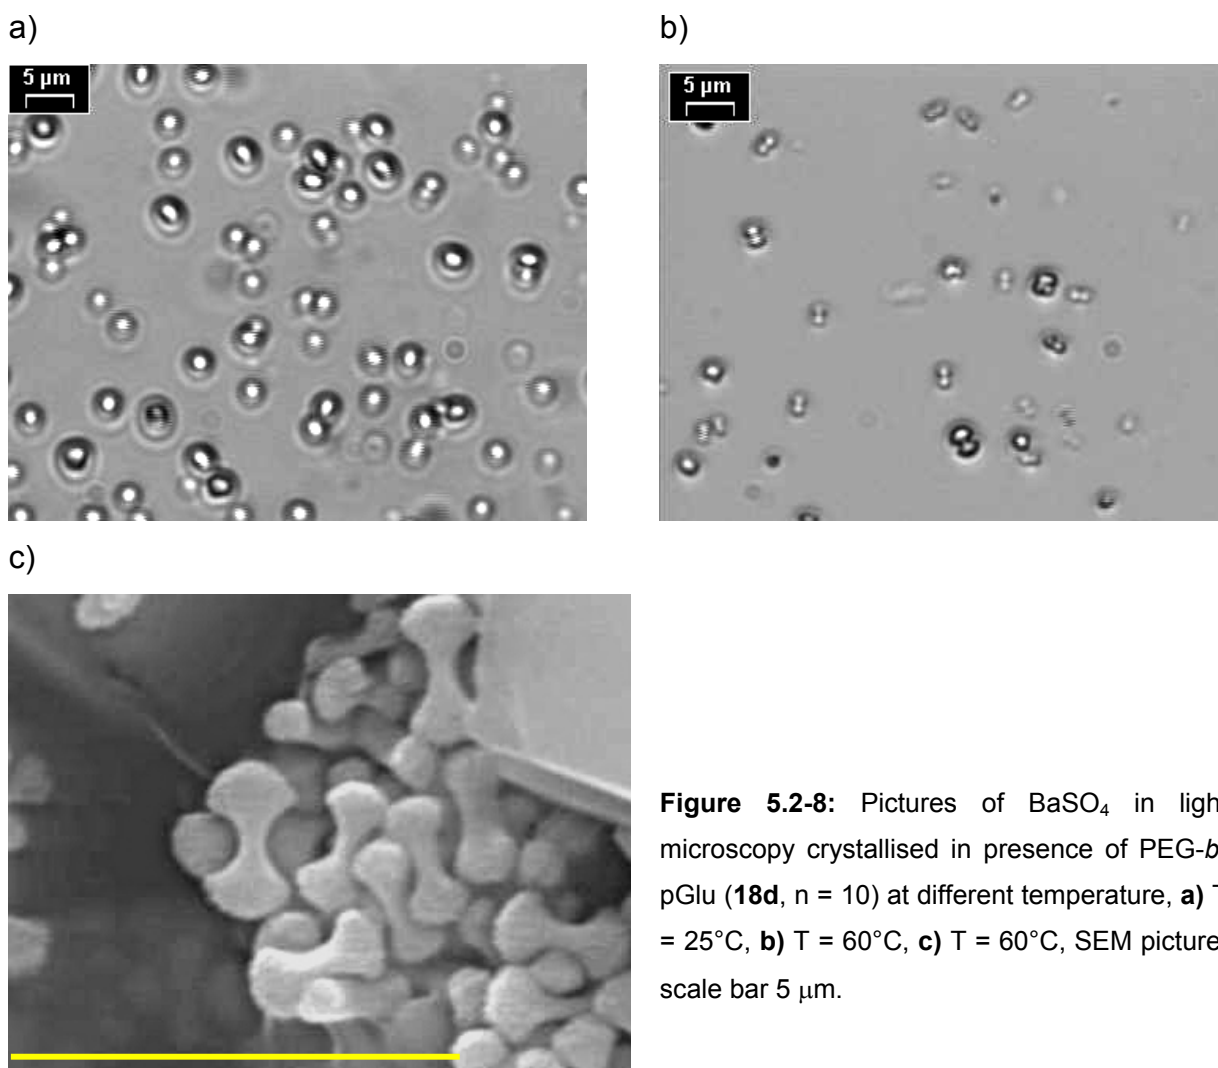 a)
b)
5 µm
5 µm
c)
Figure 5.2-8: Pictures of BaSO₄ in ligh
microscopy crystallised in presence of PEG-b
pGlu (18d, n = 10) at different temperature, a) T
= 25°C, b) T = 60°C, c) T = 60°C, SEM picture
scale bar 5 μm.